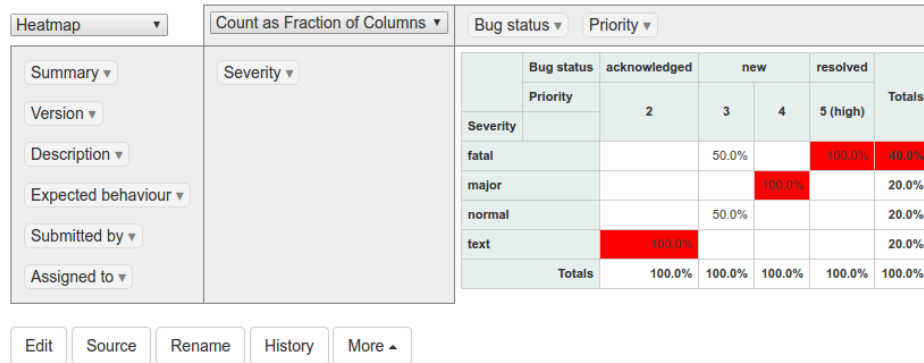 Heatmap ▼ Count as Fraction of Columns ▼ Bug status ▾ Priority ▾
Summary ▾ Severity ▾
Version ▾
Description ▾
Expected behaviour ▾
Submitted by ▾
Assigned to ▾
Bug status acknowledged new resolved Totals
Priority 2 3 4 5 (high)
Severity
fatal 50.0% 100.0% 40.0%
major 100.0% 20.0%
normal 50.0% 20.0%
text 100.0% 20.0%
Totals 100.0% 100.0% 100.0% 100.0% 100.0%
Edit Source Rename History More ▴